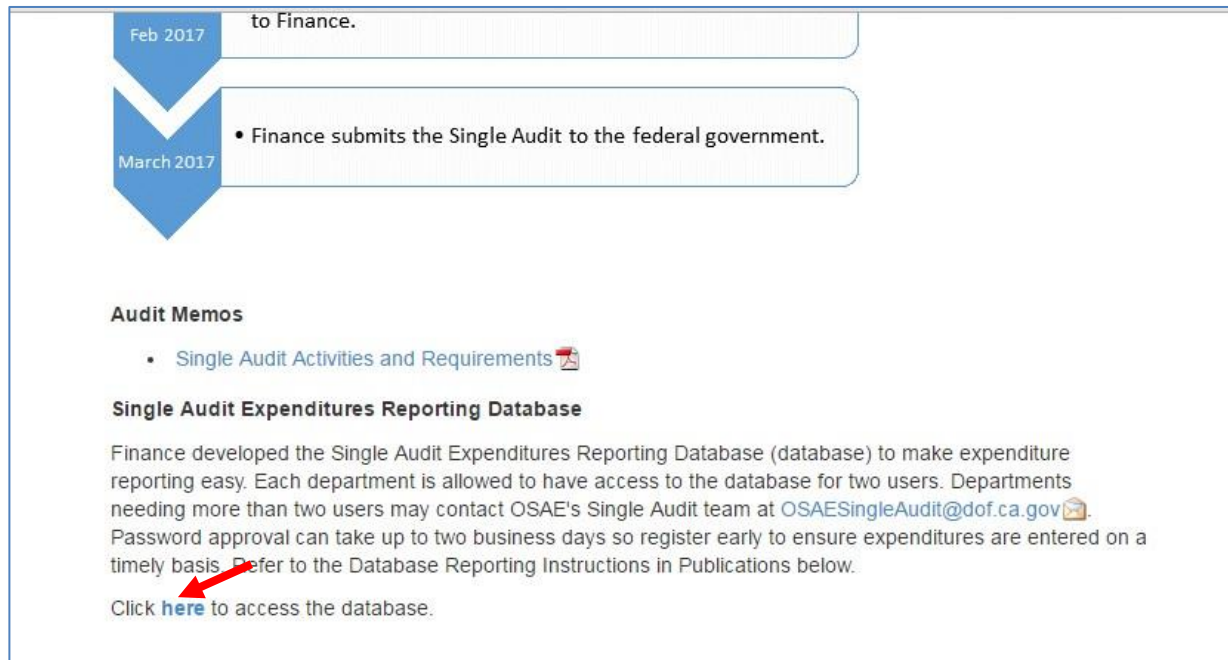 to Finance.
Feb 2017
• Finance submits the Single Audit to the federal government.
March 2017
Audit Memos
• Single Audit Activities and Requirements
Single Audit Expenditures Reporting Database
Finance developed the Single Audit Expenditures Reporting Database (database) to make expenditure
reporting easy. Each department is allowed to have access to the database for two users. Departments
needing more than two users may contact OSAE's Single Audit team at OSAESingleAudit@dof.ca.gov.
Password approval can take up to two business days so register early to ensure expenditures are entered on a
timely basis. Refer to the Database Reporting Instructions in Publications below.
Click here to access the database.